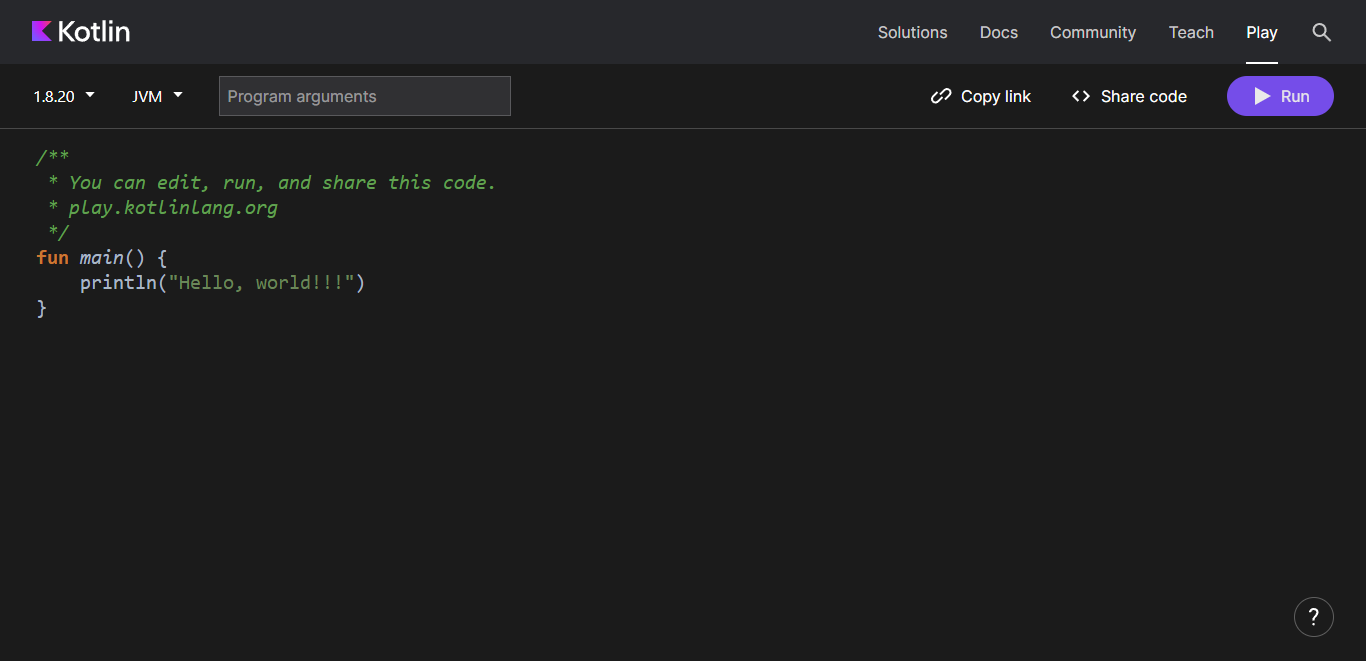 Kotlin Solutions Docs Community Teach Play
1.8.20 JVM Program arguments Copy link Share code Run
/**
 * You can edit, run, and share this code.
 * play.kotlinlang.org
 */
fun main() {
    println("Hello, world!!!")
}
?